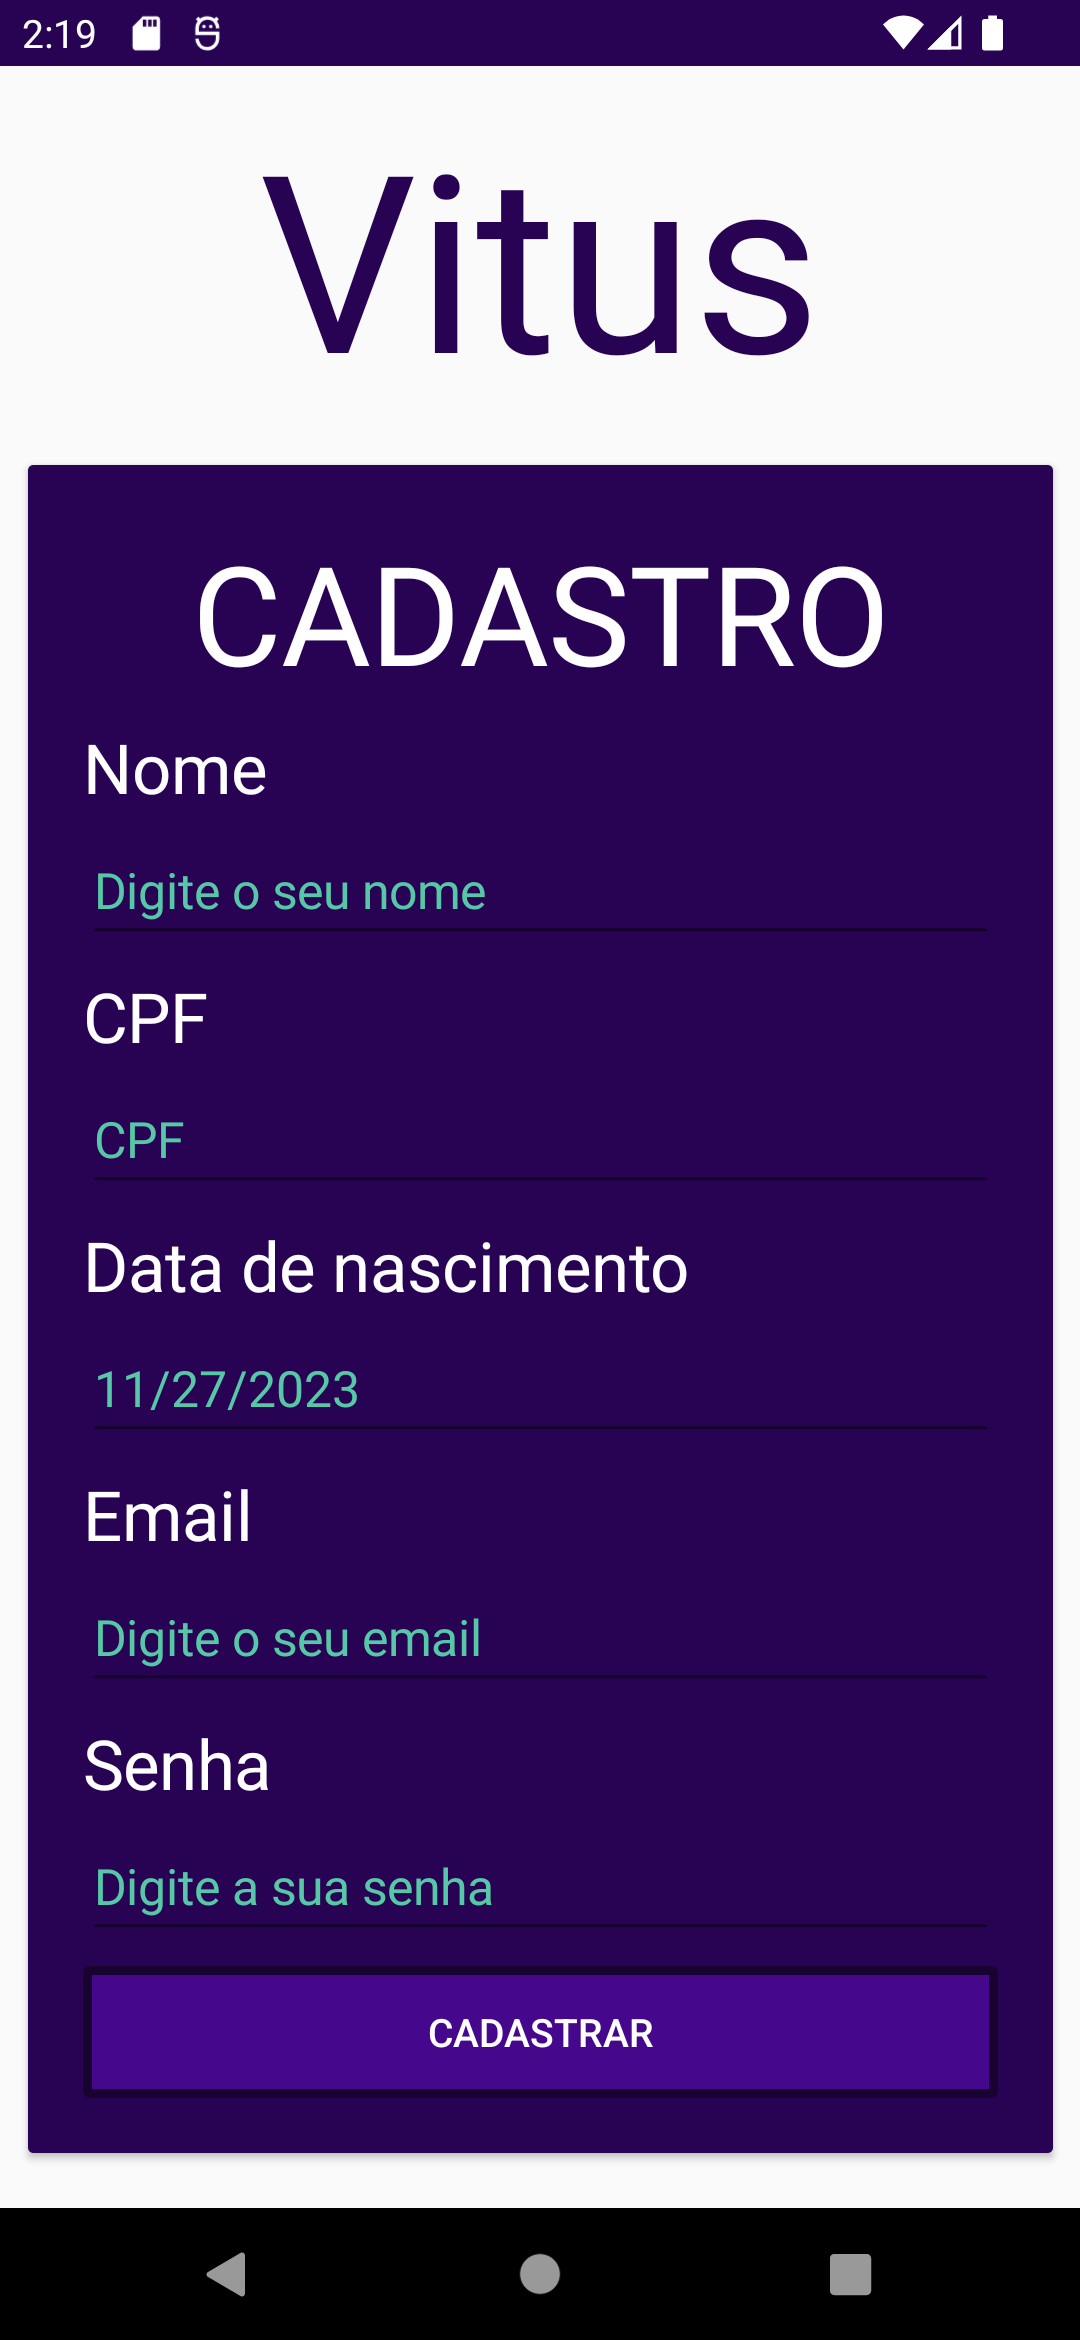 2:19
Vitus
CADASTRO
Nome
Digite o seu nome
CPF
CPF
Data de nascimento
11/27/2023
Email
Digite o seu email
Senha
Digite a sua senha
CADASTRAR